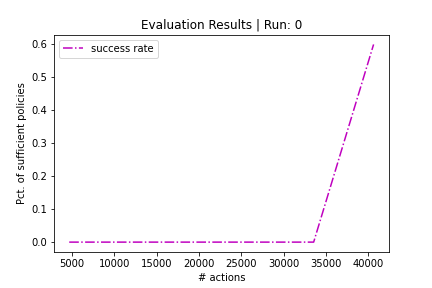 Evaluation Results | Run: 0
success rate
Pct. of sufficient policies
0.6
0.5
0.4
0.3
0.2
0.1
0.0
5000 10000 15000 20000 25000 30000 35000 40000
# actions